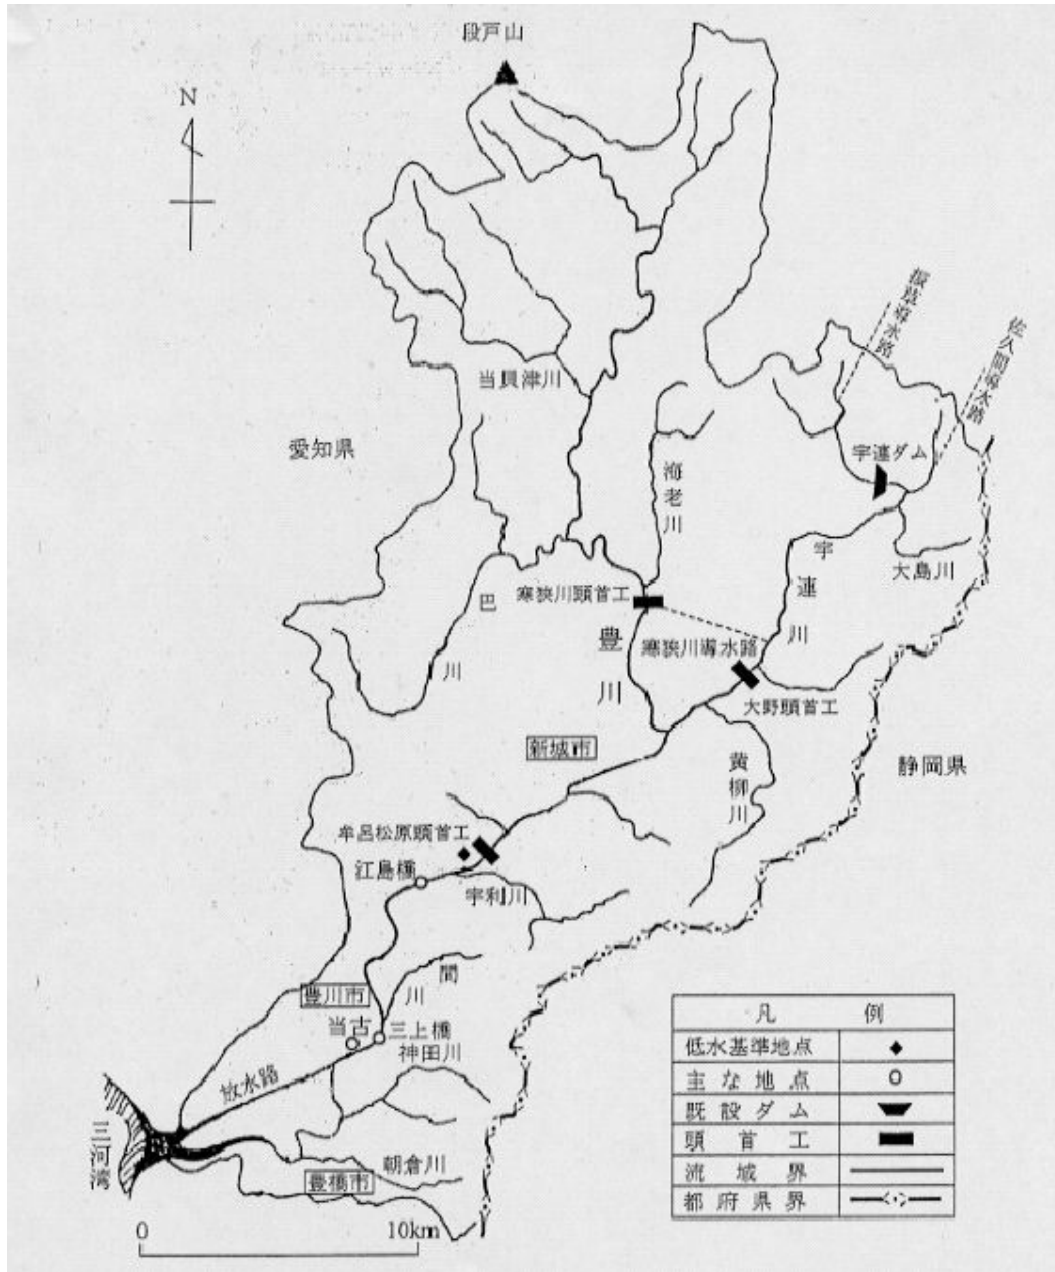 段戸山
N
振草導水路
佐久間導水路
当貝津川
愛知県
宇連ダム
海老川
大島川
宇連川
寒狭川頭首工
巴川
豊川
寒狭川導水路
大野頭首工
新城市
黄柳川
静岡県
牟呂松原頭首工
江島橋
宇利川
間川
豊川市
当古
三上橋
神田川
放水路
三河湾
朝倉川
豊橋市
0 10km
凡例
低水基準地点
主な地点
既設ダム
頭首工
流域界
都府県界